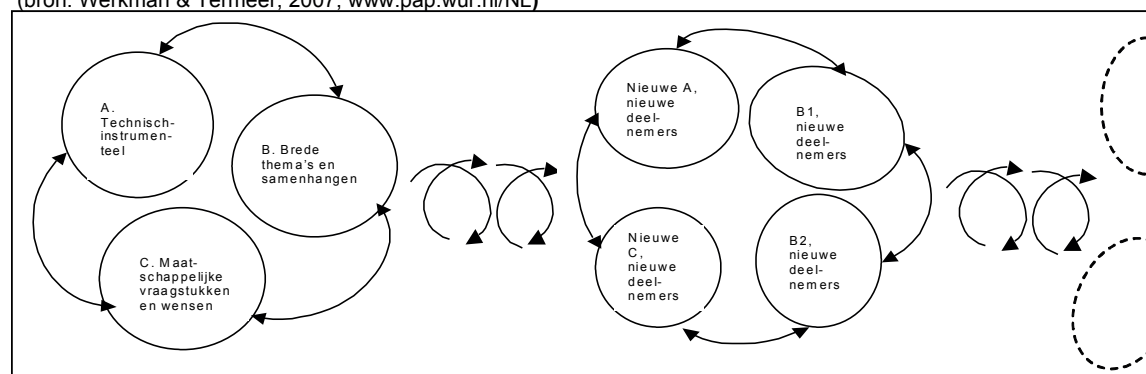 (bron: Werkman & Termeer, 2007, www.pap.wur.nl/NL)
A.
Technisch-
instrumen-
teel
B. Brede
thema's en
samenhangen
C. Maat-
schappelijke
vraagstukken
en wensen
Nieuwe A,
nieuwe
deel-
nemers
B1,
nieuwe
deel-
nemers
Nieuwe
C,
nieuwe
deel-
nemers
B2,
nieuwe
deel-
nemers